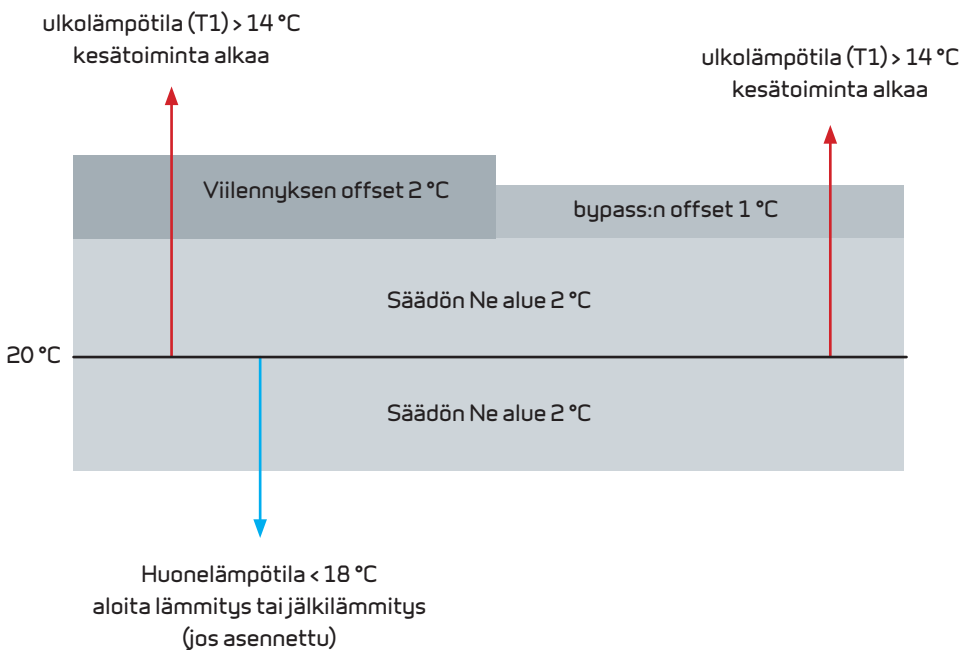 ulkolämpötila (T1) > 14 °C
kesätoiminta alkaa
ulkolämpötila (T1) > 14 °C
kesätoiminta alkaa
Viilennyksen offset 2 °C
bypass:n offset 1 °C
Säädön Ne alue 2 °C
20 °C
Säädön Ne alue 2 °C
Huonelämpötila < 18 °C
aloita lämmitys tai jälkilämmitys
(jos asennettu)